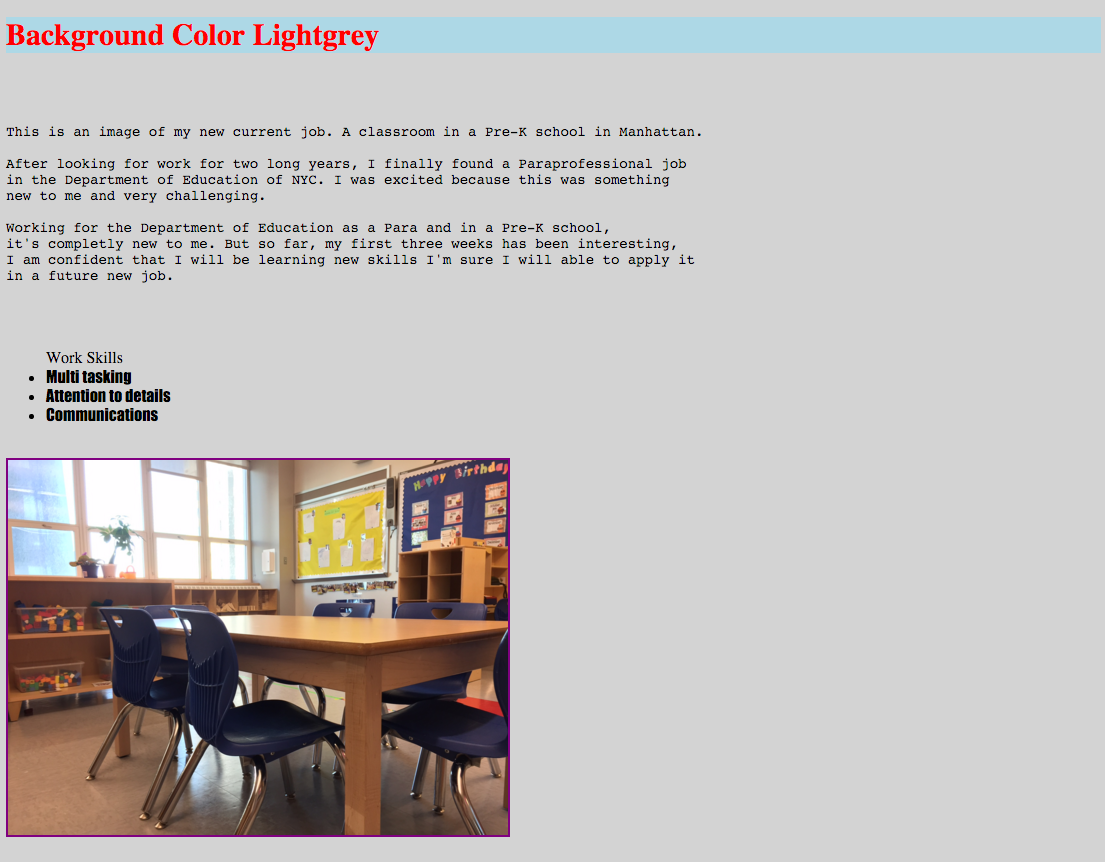 Background Color Lightgrey
This is an image of my new current job. A classroom in a Pre-K school in Manhattan.
After looking for work for two long years, I finally found a Paraprofessional job
in the Department of Education of NYC. I was excited because this was something
new to me and very challenging.
Working for the Department of Education as a Para and in a Pre-K school,
it's completly new to me. But so far, my first three weeks has been interesting,
I am confident that I will be learning new skills I'm sure I will able to apply it
in a future new job.
Work Skills
Multi tasking
Attention to details
Communications
Happy Birthday